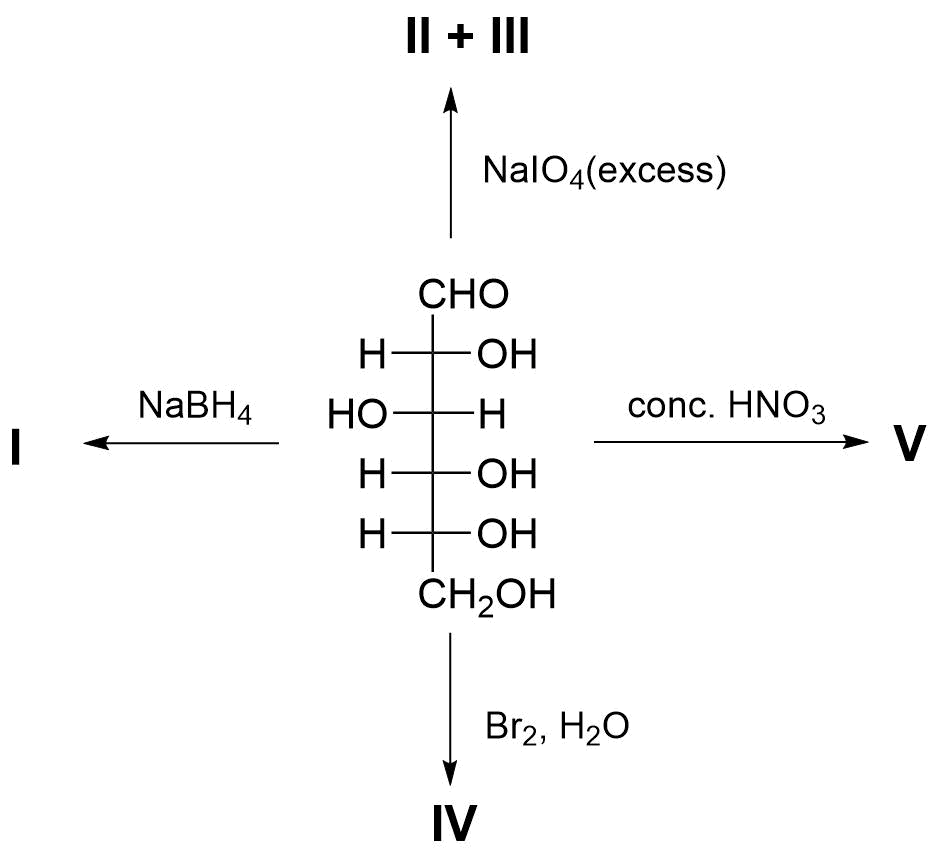 II + III
NaIO₄(excess)
CHO
H OH
NaBH₄ HO H conc. HNO₃
I V
H OH
H OH
CH₂OH
Br₂, H₂O
IV